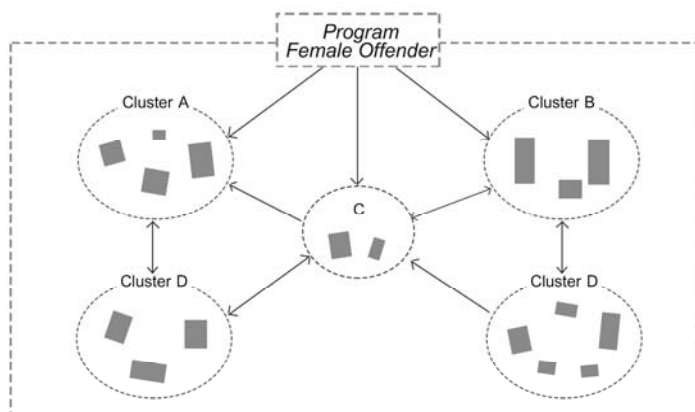 Program
Female Offender
Cluster A
Cluster B
C
Cluster D
Cluster D